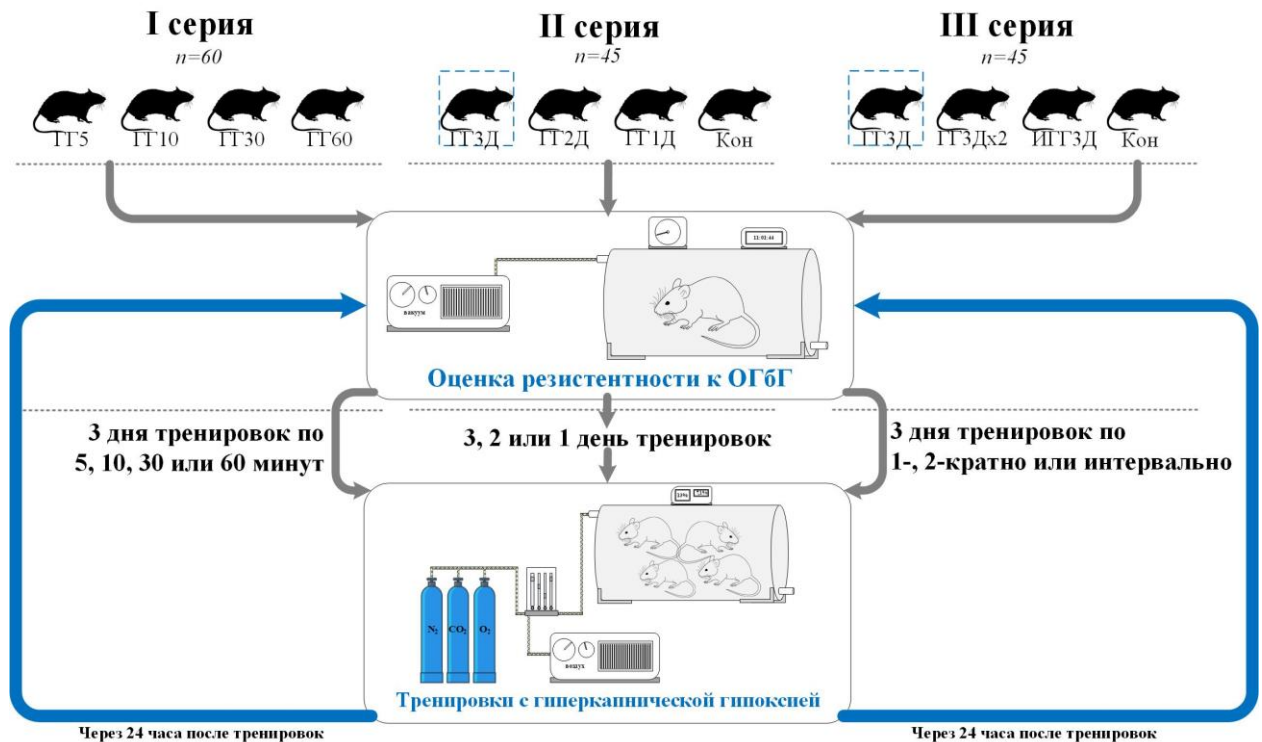 I серия
n=60
II серия
n=45
III серия
n=45
ГГ5
ГГ10
ГГ30
ГГ60
ГГ3Д
ГГ2Д
ГГ1Д
Кон
ГГ3Д
ГГ3Дx2
ИГГ3Д
Кон
вакуум
11:01:44
Оценка резистентности к ОГбГ
3 дня тренировок по
5, 10, 30 или 60 минут
3, 2 или 1 день тренировок
3 дня тренировок по
1-, 2-кратно или интервально
N₂
CO₂
O₂
воздух
Тренировки с гиперкапнической гипоксией
Через 24 часа после тренировок
Через 24 часа после тренировок